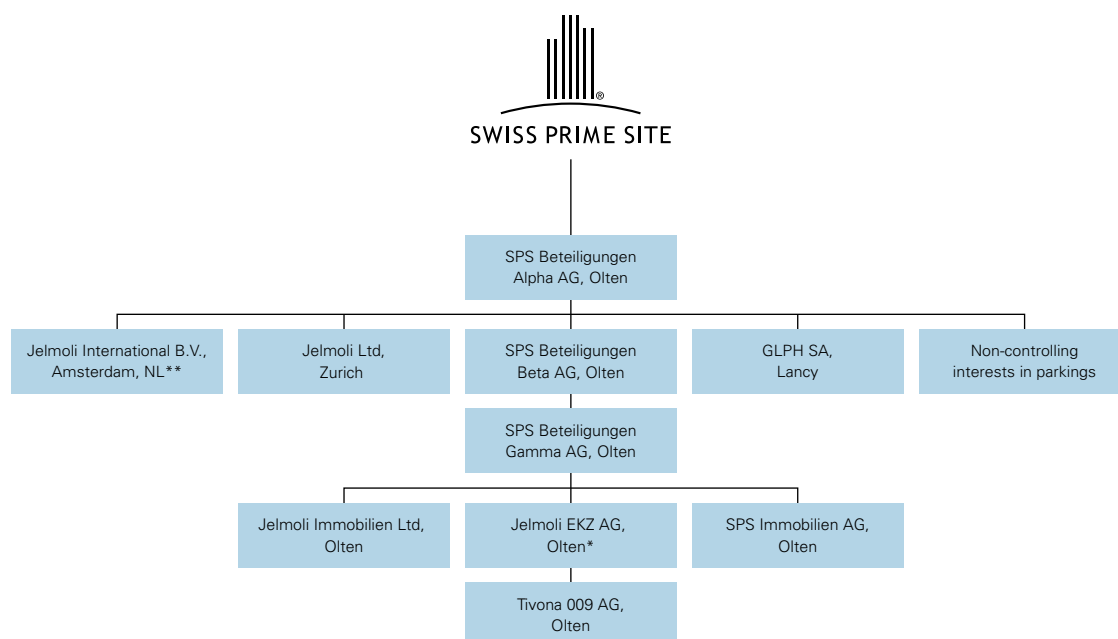 ®
SWISS PRIME SITE
SPS Beteiligungen
Alpha AG, Olten
Jelmoli International B.V.,
Amsterdam, NL**
Jelmoli Ltd,
Zurich
SPS Beteiligungen
Beta AG, Olten
GLPH SA,
Lancy
Non-controlling
interests in parkings
SPS Beteiligungen
Gamma AG, Olten
Jelmoli Immobilien Ltd,
Olten
Jelmoli EKZ AG,
Olten*
SPS Immobilien AG,
Olten
Tivona 009 AG,
Olten